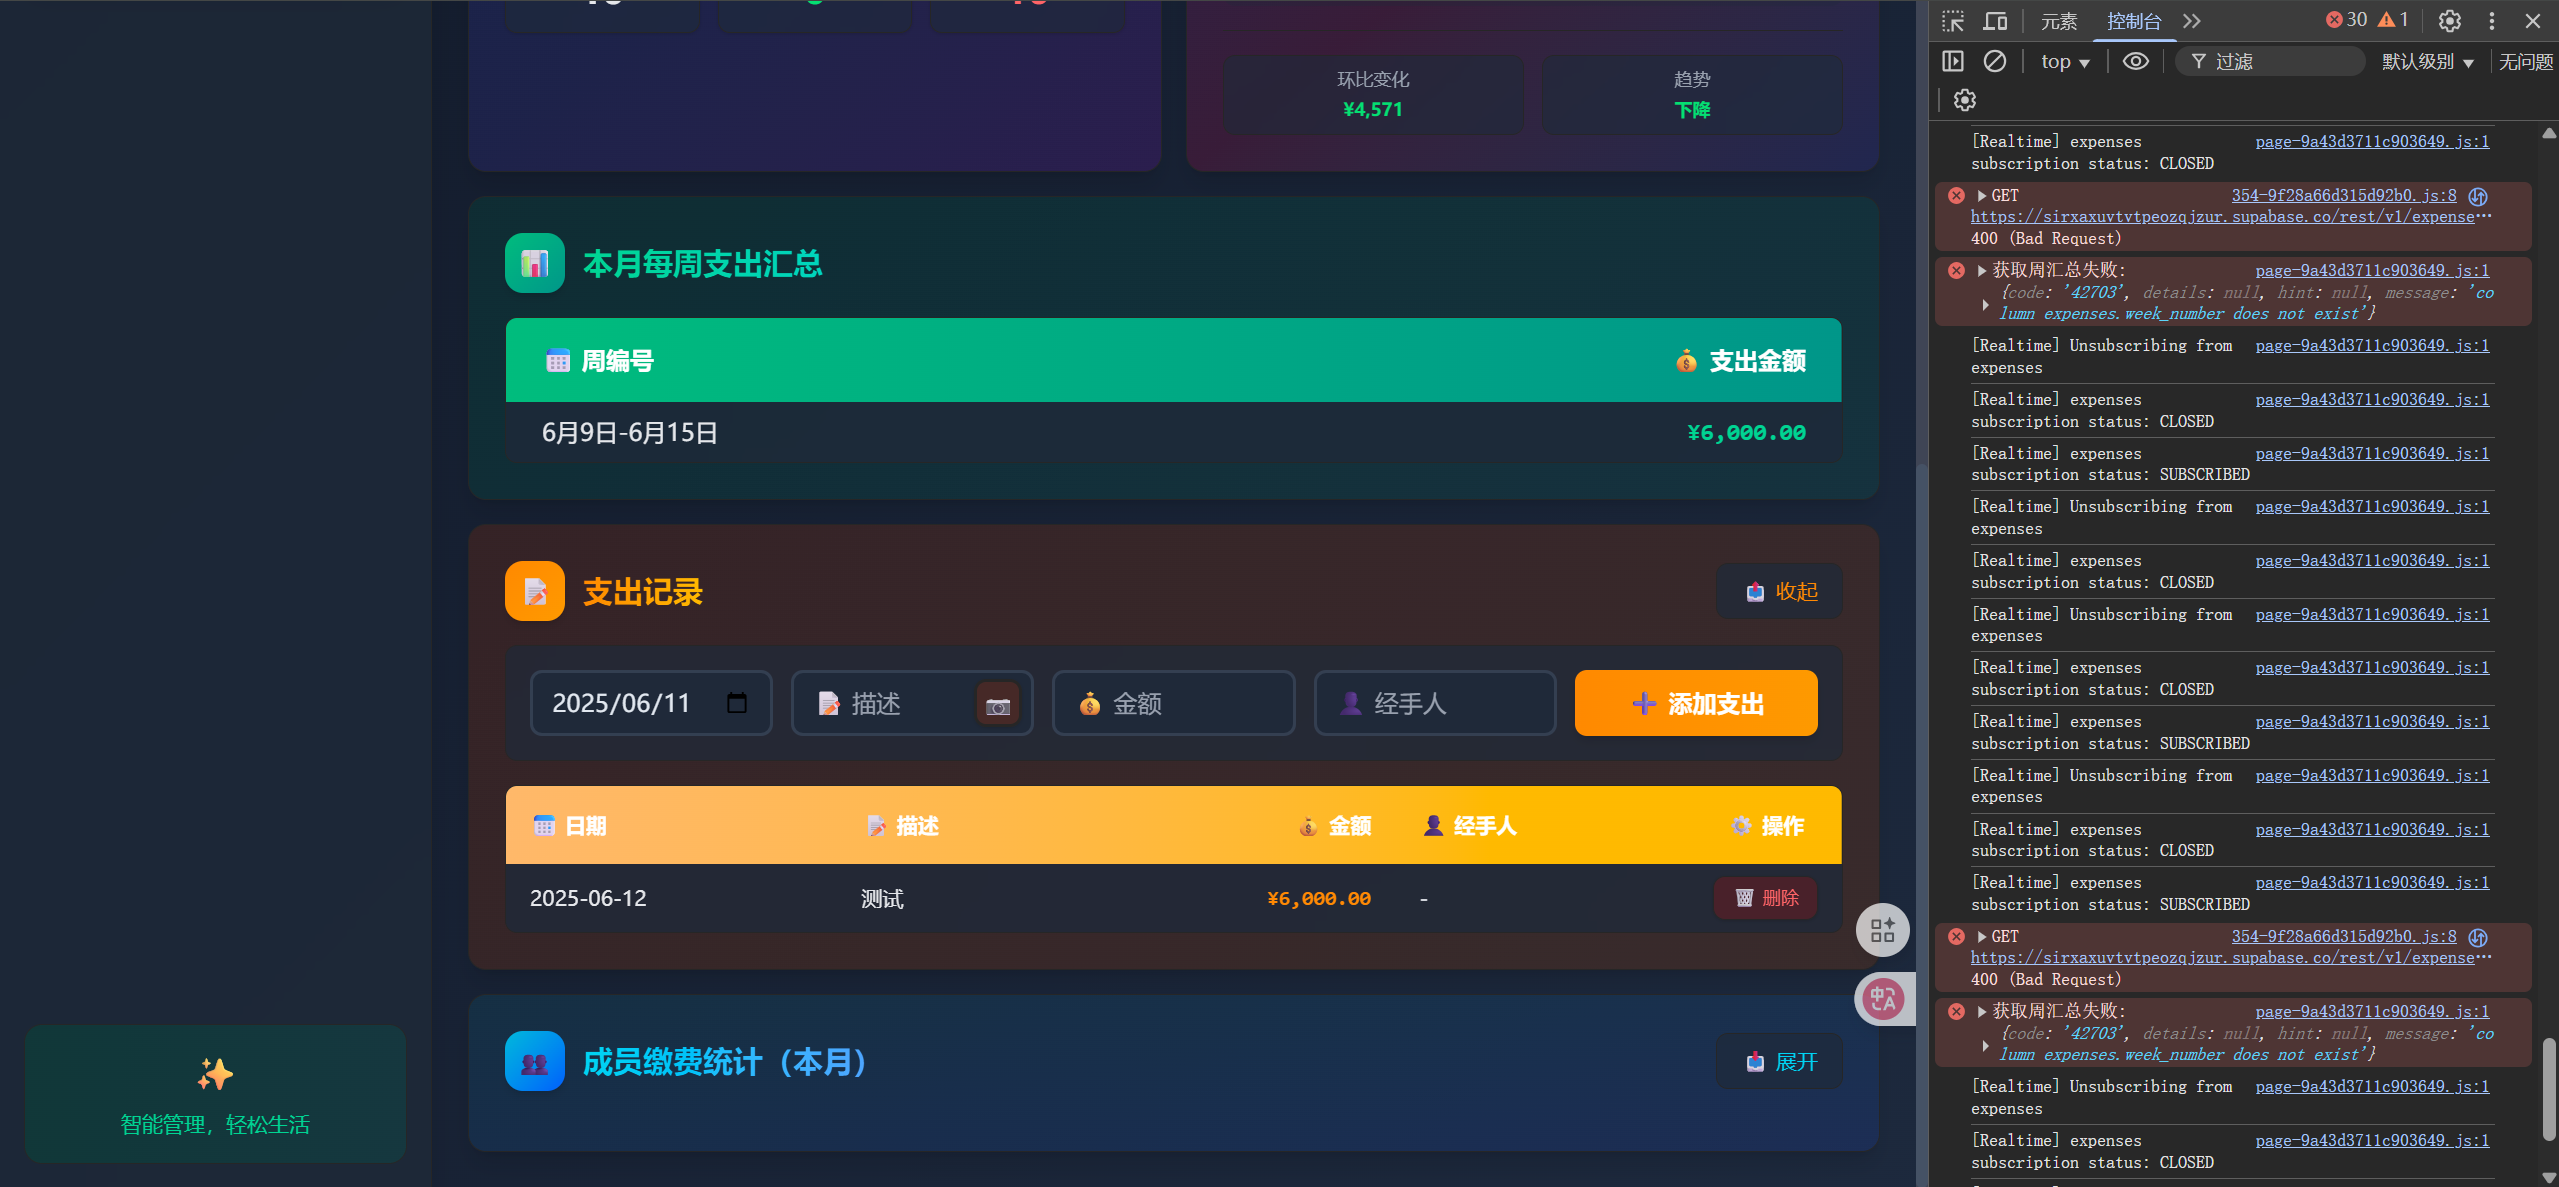 环比变化
¥4,571
趋势
下降
本月每周支出汇总
周编号
支出金额
6月9日-6月15日
¥6,000.00
支出记录
收起
2025/06/11
描述
金额
经手人
添加支出
日期
描述
金额
经手人
操作
2025-06-12
测试
¥6,000.00
-
删除
成员缴费统计（本月）
展开
智能管理，轻松生活
元素
控制台
30
1
top
过滤
默认级别
无问题
[Realtime] expenses page-9a43d3711c903649.js:1
subscription status: CLOSED
GET 354-9f28a66d315d92b0.js:8
https://sirxaxuvtvtpeozqjzur.supabase.co/rest/v1/expense…
400 (Bad Request)
获取周汇总失败: page-9a43d3711c903649.js:1
{code: '42703', details: null, hint: null, message: 'co
lumn expenses.week_number does not exist'}
[Realtime] Unsubscribing from page-9a43d3711c903649.js:1
expenses
[Realtime] expenses page-9a43d3711c903649.js:1
subscription status: CLOSED
[Realtime] expenses page-9a43d3711c903649.js:1
subscription status: SUBSCRIBED
[Realtime] Unsubscribing from page-9a43d3711c903649.js:1
expenses
[Realtime] expenses page-9a43d3711c903649.js:1
subscription status: CLOSED
[Realtime] Unsubscribing from page-9a43d3711c903649.js:1
expenses
[Realtime] expenses page-9a43d3711c903649.js:1
subscription status: CLOSED
[Realtime] expenses page-9a43d3711c903649.js:1
subscription status: SUBSCRIBED
[Realtime] Unsubscribing from page-9a43d3711c903649.js:1
expenses
[Realtime] expenses page-9a43d3711c903649.js:1
subscription status: CLOSED
[Realtime] expenses page-9a43d3711c903649.js:1
subscription status: SUBSCRIBED
GET 354-9f28a66d315d92b0.js:8
https://sirxaxuvtvtpeozqjzur.supabase.co/rest/v1/expense…
400 (Bad Request)
获取周汇总失败: page-9a43d3711c903649.js:1
{code: '42703', details: null, hint: null, message: 'co
lumn expenses.week_number does not exist'}
[Realtime] Unsubscribing from page-9a43d3711c903649.js:1
expenses
[Realtime] expenses page-9a43d3711c903649.js:1
subscription status: CLOSED